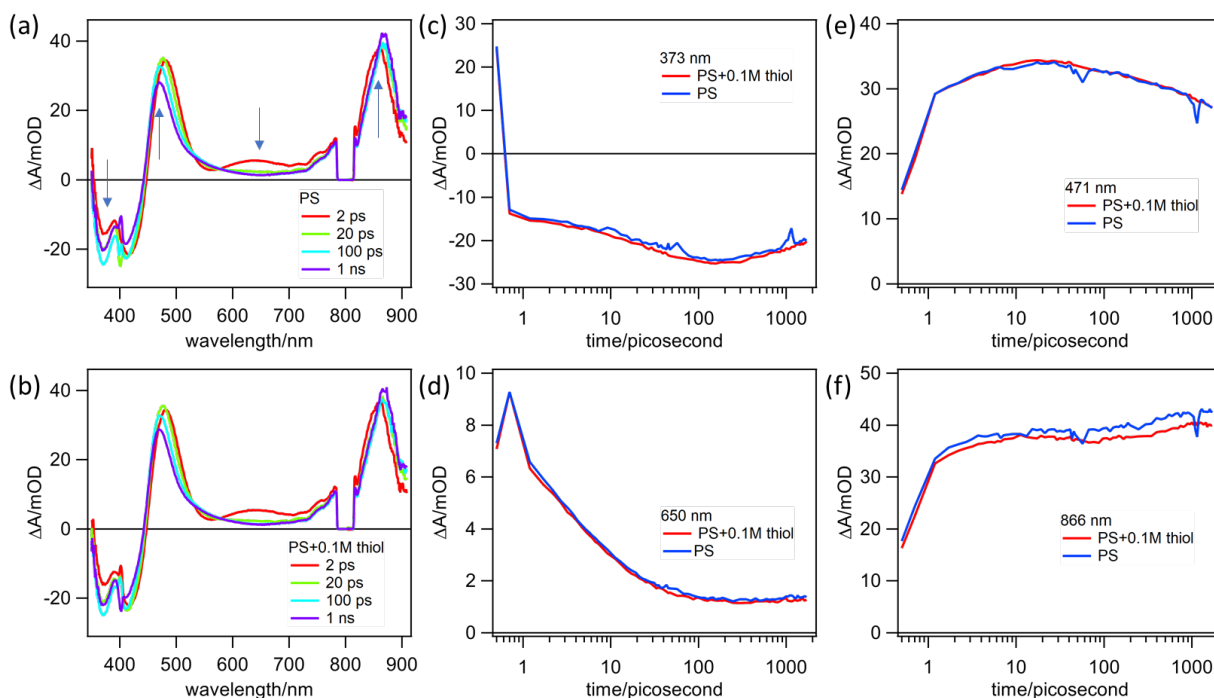 (a)
ΔA/mOD
40
20
0
-20
PS
2 ps
20 ps
100 ps
1 ns
400 500 600 700 800 900
wavelength/nm
(c)
ΔA/mOD
30
20
10
0
-10
-20
-30
373 nm
PS+0.1M thiol
PS
1 10 100 1000
time/picosecond
(e)
ΔA/mOD
40
30
20
10
0
471 nm
PS+0.1M thiol
PS
1 10 100 1000
time/picosecond
(b)
ΔA/mOD
40
20
0
-20
PS+0.1M thiol
2 ps
20 ps
100 ps
1 ns
400 500 600 700 800 900
wavelength/nm
(d)
ΔA/mOD
10
8
6
4
2
0
650 nm
PS+0.1M thiol
PS
1 10 100 1000
time/picosecond
(f)
ΔA/mOD
50
40
30
20
10
0
866 nm
PS+0.1M thiol
PS
1 10 100 1000
time/picosecond